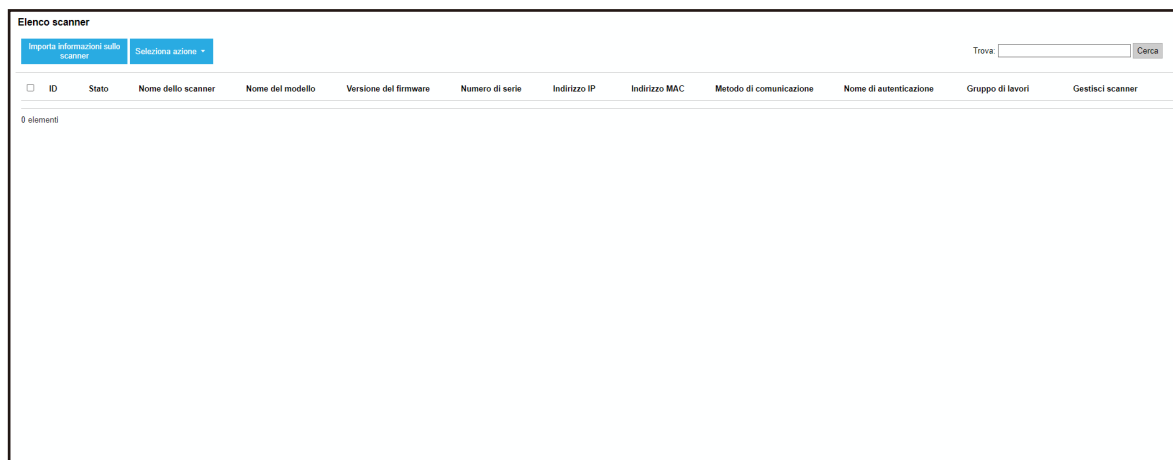 Elenco scanner
Importa informazioni sullo
scanner
Seleziona azione
Trova:
Cerca
ID Stato Nome dello scanner Nome del modello Versione del firmware Numero di serie Indirizzo IP Indirizzo MAC Metodo di comunicazione Nome di autenticazione Gruppo di lavori Gestisci scanner
0 elementi